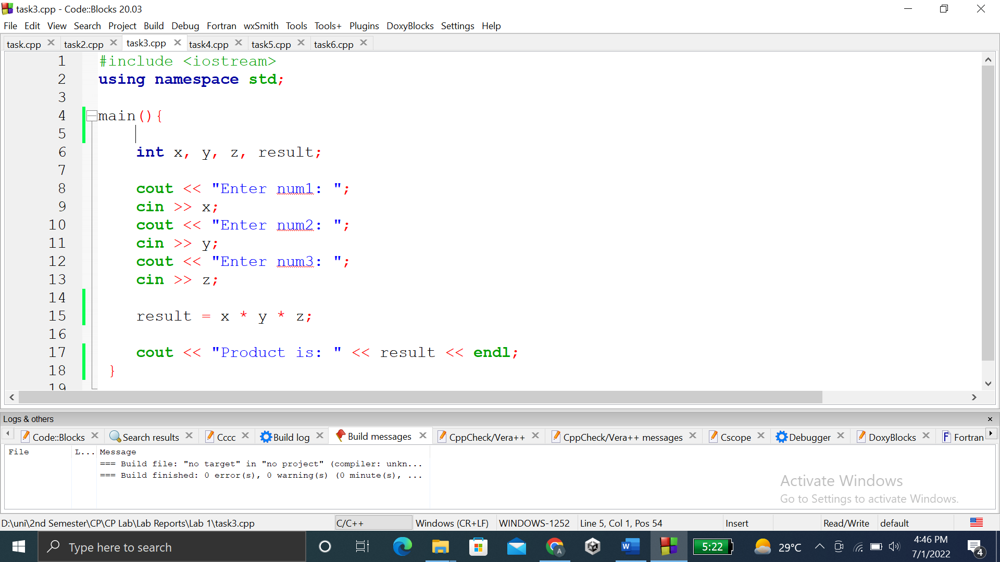 task3.cpp - Code::Blocks 20.03
File Edit View Search Project Build Debug Fortran wxSmith Tools Tools+ Plugins DoxyBlocks Settings Help
task.cpp task2.cpp task3.cpp task4.cpp task5.cpp task6.cpp
1 #include <iostream>
2 using namespace std;
3
4 main(){
5
6 int x, y, z, result;
7
8 cout << "Enter num1: ";
9 cin >> x;
10 cout << "Enter num2: ";
11 cin >> y;
12 cout << "Enter num3: ";
13 cin >> z;
14
15 result = x * y * z;
16
17 cout << "Product is: " << result << endl;
18 }
19
Logs & others
Code::Blocks Search results Cccc Build log Build messages CppCheck/Vera++ CppCheck/Vera++ messages Cscope Debugger DoxyBlocks Fortran
File L... Message
=== Build file: "no target" in "no project" (compiler: unkn...
=== Build finished: 0 error(s), 0 warning(s) (0 minute(s), ...
Activate Windows
Go to Settings to activate Windows.
D:\uni\2nd Semester\CP\CP Lab\Lab Reports\Lab 1\task3.cpp C/C++ Windows (CR+LF) WINDOWS-1252 Line 5, Col 1, Pos 54 Insert Read/Write default
Type here to search 5:22 29°C 4:46 PM
7/1/2022 4